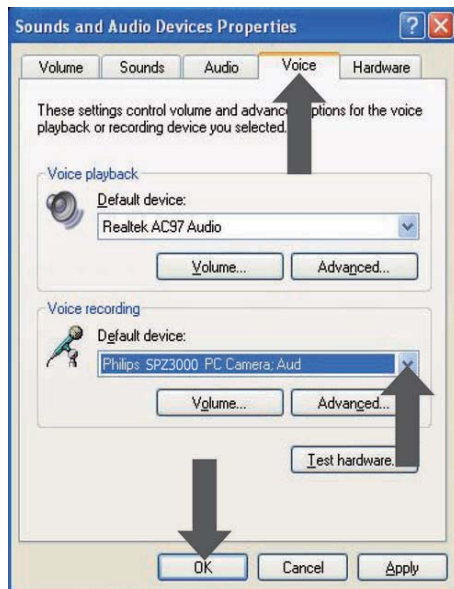 Sounds and Audio Devices Properties
Volume Sounds Audio Voice Hardware
These settings control volume and advanc ptions for the voice
playback or recording device you selected.
Voice playback
Default device:
Realtek AC97 Audio
Volume... Advanced...
Voice recording
Default device:
Philips SPZ3000 PC Camera; Aud
Volume... Advanced...
Test hardware...
OK Cancel Apply